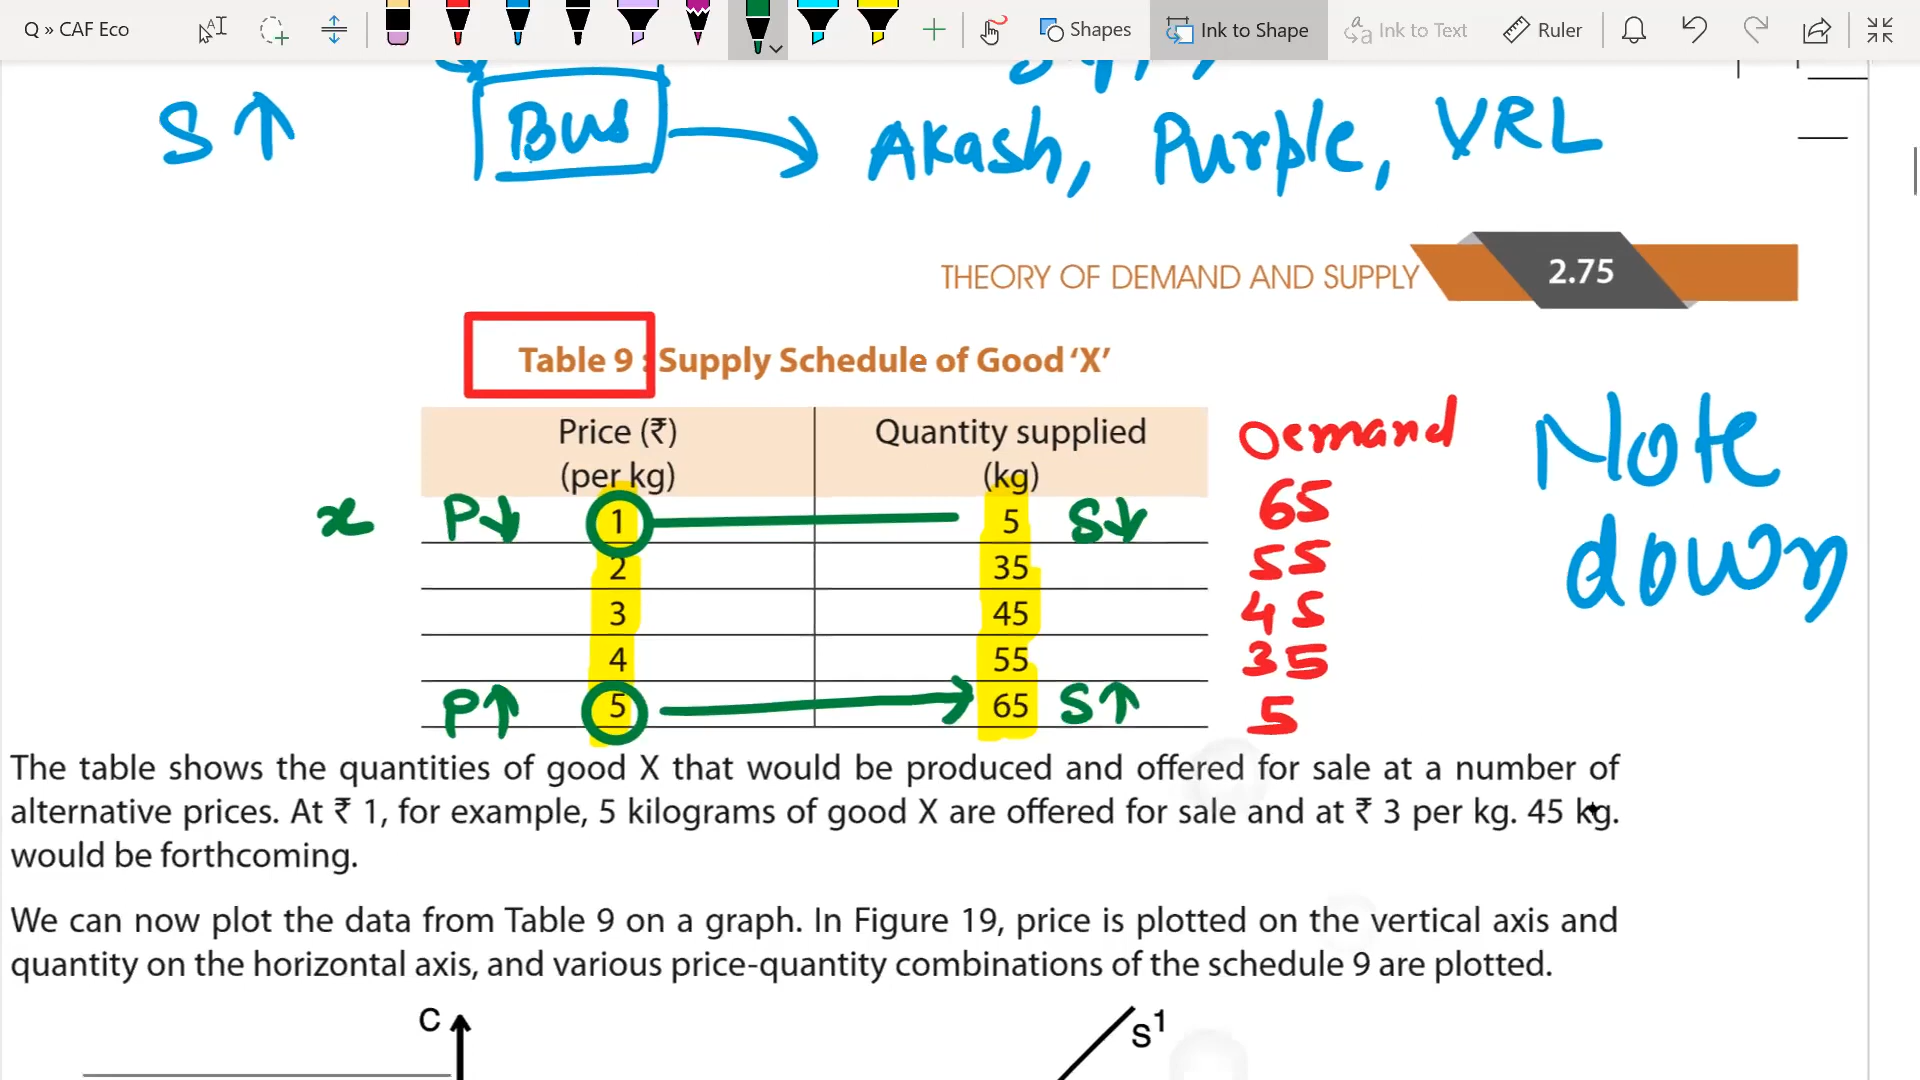 Q » CAF Eco Shapes Ink to Shape Ink to Text Ruler
S↑ Bus → Akash, Purple, VRL
THEORY OF DEMAND AND SUPPLY 2.75
Table 9 : Supply Schedule of Good ‘X’
Price (₹) Quantity supplied Demand
(per kg) (kg)
x P↓ 1 5 S↓ 65
2 35 55
3 45 45
4 55 35
P↑ 5 65 S↑ 5
Note
down
The table shows the quantities of good X that would be produced and offered for sale at a number of
alternative prices. At ₹ 1, for example, 5 kilograms of good X are offered for sale and at ₹ 3 per kg. 45 kg.
would be forthcoming.
We can now plot the data from Table 9 on a graph. In Figure 19, price is plotted on the vertical axis and
quantity on the horizontal axis, and various price-quantity combinations of the schedule 9 are plotted.
C S¹